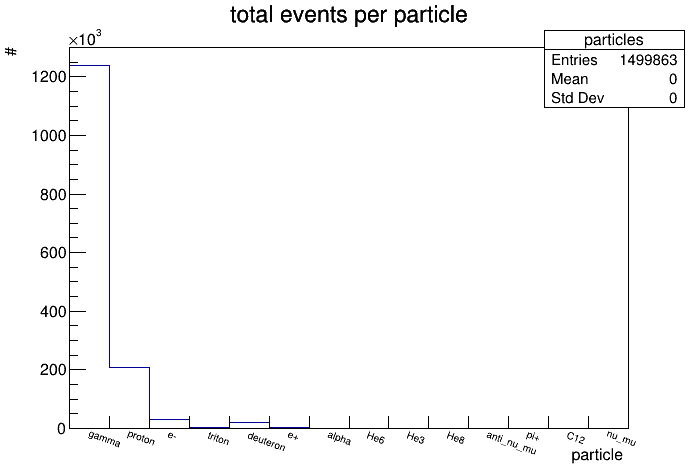 total events per particle
×10³
#
particles
Entries 1499863
Mean 0
Std Dev 0
1200
1000
800
600
400
200
0
gamma proton e- triton deuteron e+ alpha He6 He3 He8 anti_nu_mu pi+ C12 nu_mu
particle